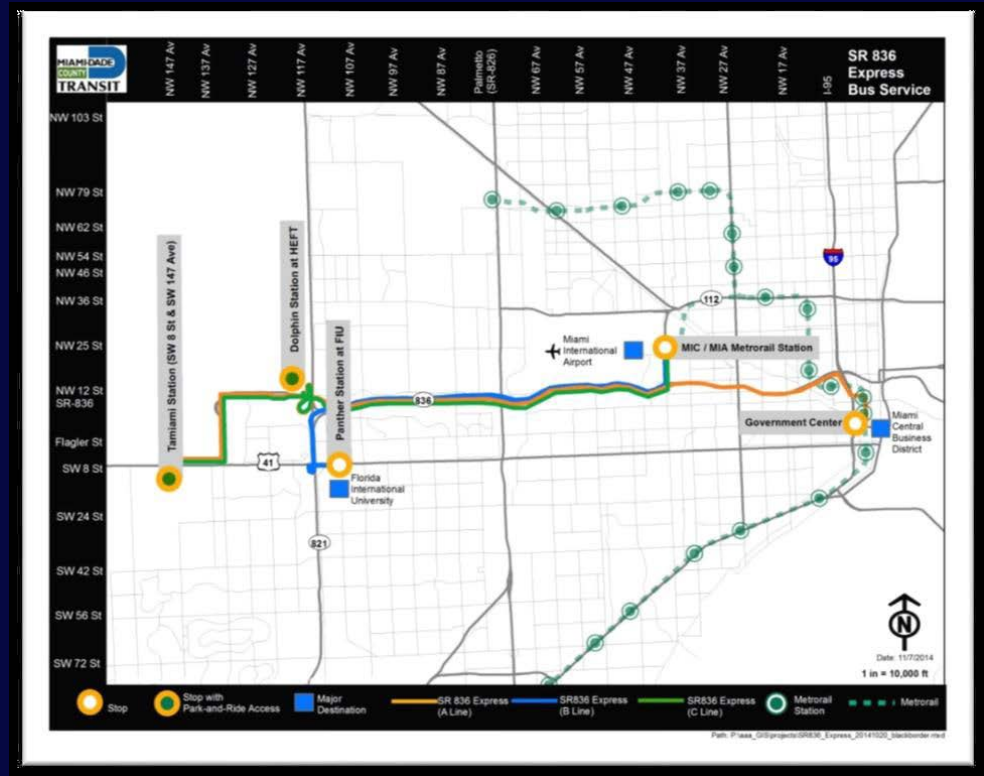 MIAMI-DADE
COUNTY
TRANSIT
NW 147 Av
NW 137 Av
NW 127 Av
NW 117 Av
NW 107 Av
NW 97 Av
NW 87 Av
Palmetto
(SR-826)
NW 67 Av
NW 57 Av
NW 47 Av
NW 37 Av
NW 27 Av
NW 17 Av
I-95
SR 836
Express
Bus Service
NW 103 St
NW 79 St
NW 62 St
NW 54 St
NW 46 St
NW 36 St
NW 25 St
NW 12 St
SR-836
Flagler St
SW 8 St
SW 24 St
SW 42 St
SW 56 St
SW 72 St
Tamiami Station (SW 8 St & SW 147 Ave)
Dolphin Station at HEFT
Panther Station at FIU
95
112
Miami
International
Airport
MIC / MIA Metrorail Station
836
Government Center
Miami
Central
Business
District
41
Florida
International
University
821
N
Date: 11/7/2014
1 in = 10,000 ft
Stop
Stop with
Park-and-Ride Access
Major
Destination
SR 836 Express
(A Line)
SR836 Express
(B Line)
SR836 Express
(C Line)
Metrorail
Station
Metrorail